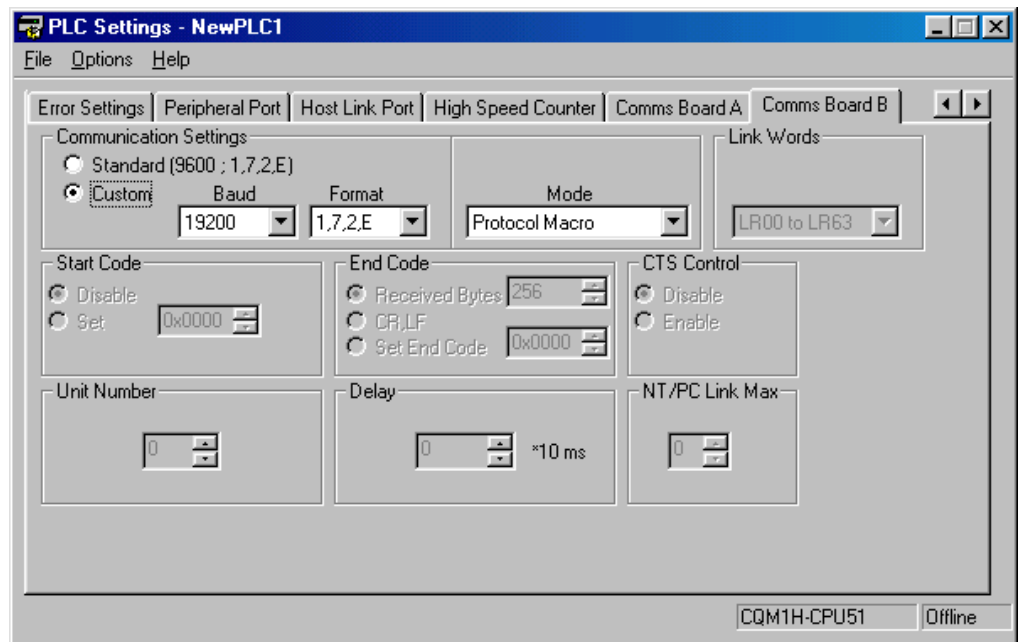 PLC Settings - NewPLC1
File Options Help
Error Settings Peripheral Port Host Link Port High Speed Counter Comms Board A Comms Board B
Communication Settings
Standard (9600 ; 1,7,2,E)
Custom
Baud
Format
19200
1,7,2,E
Mode
Protocol Macro
Link Words
LR00 to LR63
Start Code
Disable
Set
0x0000
End Code
Received Bytes
256
CR,LF
Set End Code
0x0000
CTS Control
Disable
Enable
Unit Number
0
Delay
0
*10 ms
NT/PC Link Max
0
CQM1H-CPU51
Offline